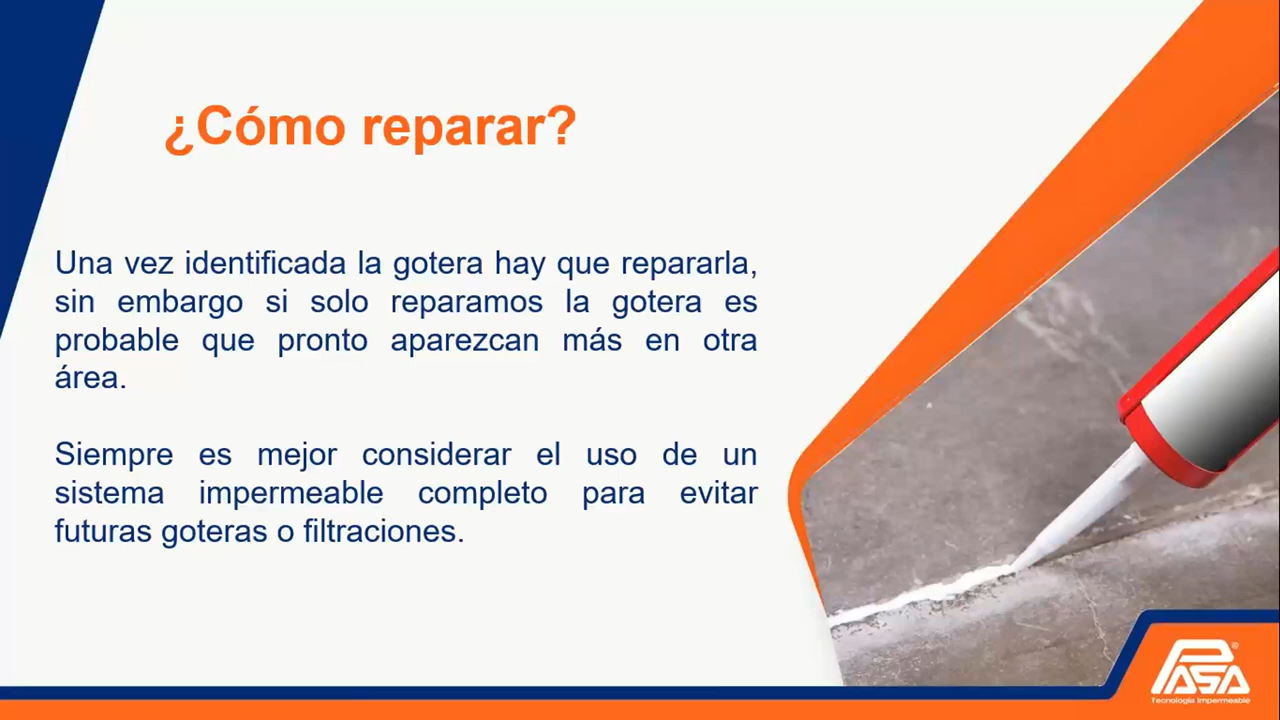 ¿Cómo reparar?
Una vez identificada la gotera hay que repararla,
sin embargo si solo reparamos la gotera es
probable que pronto aparezcan más en otra
área.
Siempre es mejor considerar el uso de un
sistema impermeable completo para evitar
futuras goteras o filtraciones.
PASA®
Tecnología Impermeable